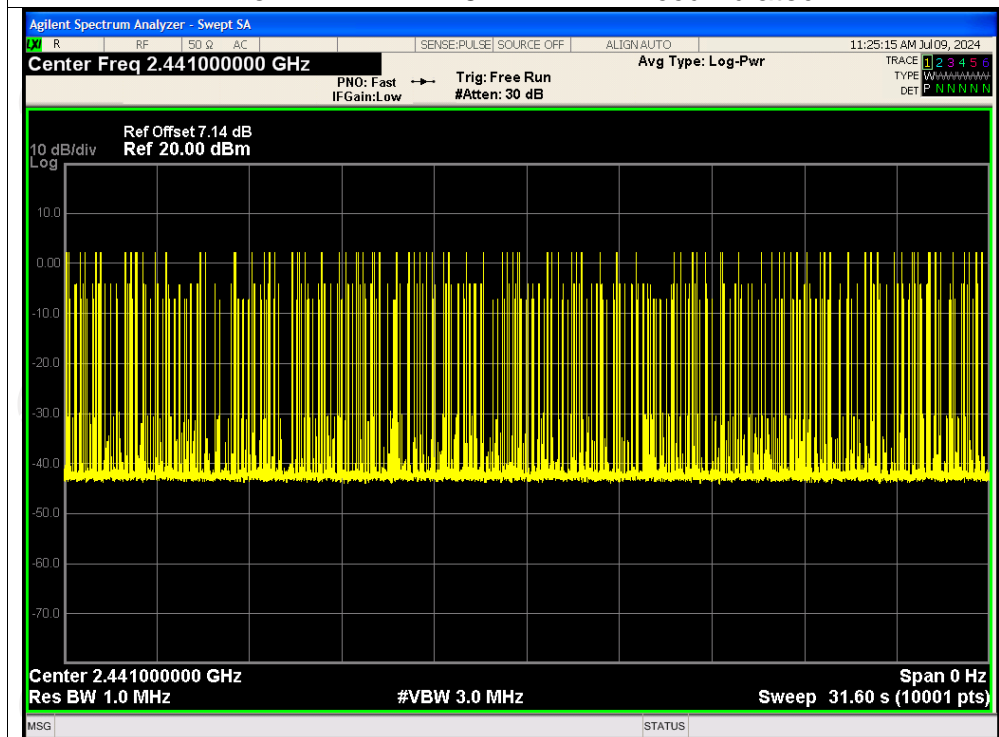 Agilent Spectrum Analyzer - Swept SA
LXI R RF 50 Ω AC SENSE:PULSE SOURCE OFF ALIGNAUTO 11:25:15 AM Jul 09, 2024
Center Freq 2.441000000 GHz Avg Type: Log-Pwr TRACE 1 2 3 4 5 6
PNO: Fast Trig: Free Run TYPE W
IFGain:Low #Atten: 30 dB DET P N N N N N
Ref Offset 7.14 dB
10 dB/div Ref 20.00 dBm
Log
10.0
0.00
-10.0
-20.0
-30.0
-40.0
-50.0
-60.0
-70.0
Center 2.441000000 GHz Span 0 Hz
Res BW 1.0 MHz #VBW 3.0 MHz Sweep 31.60 s (10001 pts)
MSG STATUS